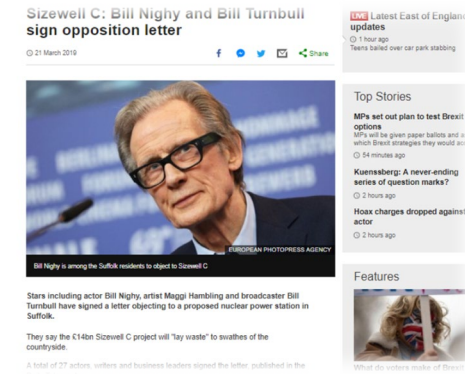 Sizewell C: Bill Nighy and Bill Turnbull
sign opposition letter
21 March 2019
Share
EUROPEAN PHOTOPRESS AGENCY
Bill Nighy is among the Suffolk residents to object to Sizewell C
Stars including actor Bill Nighy, artist Maggi Hambling and broadcaster Bill
Turnbull have signed a letter objecting to a proposed nuclear power station in
Suffolk.
They say the £14bn Sizewell C project will "lay waste" to swathes of the
countryside.
A total of 27 actors, writers and business leaders signed the letter, published in the
LIVE Latest East of England
updates
1 hour ago
Teens bailed over car park stabbing
Top Stories
MPs set out plan to test Brexit
options
MPs will be given paper ballots and
which Brexit strategies they would
54 minutes ago
Kuenssberg: A never-ending
series of question marks?
2 hours ago
Hoax charges dropped against
actor
2 hours ago
Features
What do voters make of Brexit